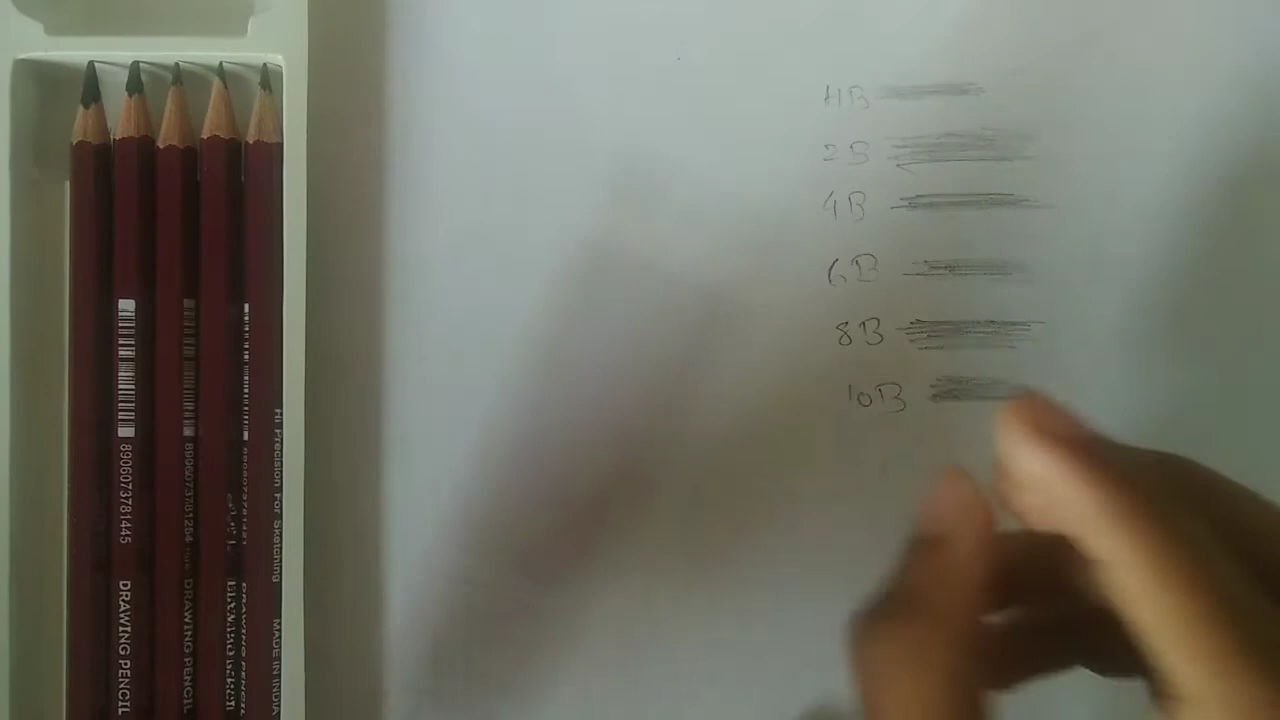 HB
2B
4B
6B
8B
10B
8906073781445
DRAWING PENCIL
8906073781254
DRAWING PENCIL
DRAWING PENCIL
Hi Precision For Sketching
MADE IN INDIA